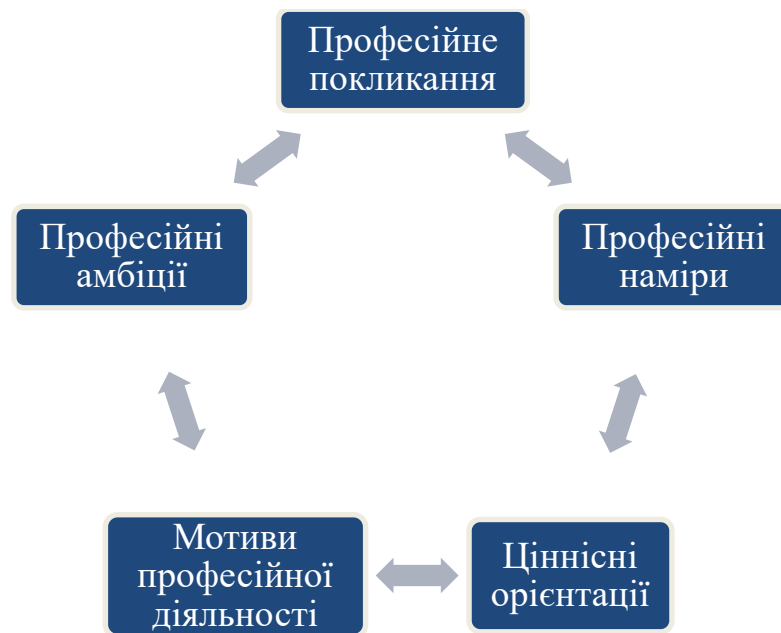 Професійне
покликання
Професійні
амбіції
Професійні
наміри
Мотиви
професійної
діяльності
Ціннісні
орієнтації